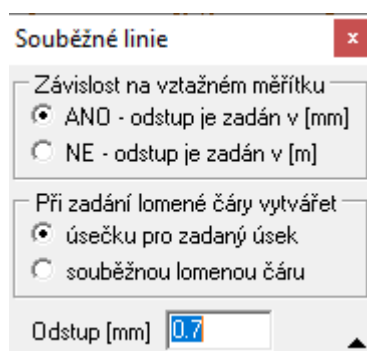 Souběžné linie
x
Závislost na vztažném měřítku
ANO - odstup je zadán v [mm]
NE - odstup je zadán v [m]
Při zadání lomené čáry vytvářet
úsečku pro zadaný úsek
souběžnou lomenou čáru
Odstup [mm] 0.7